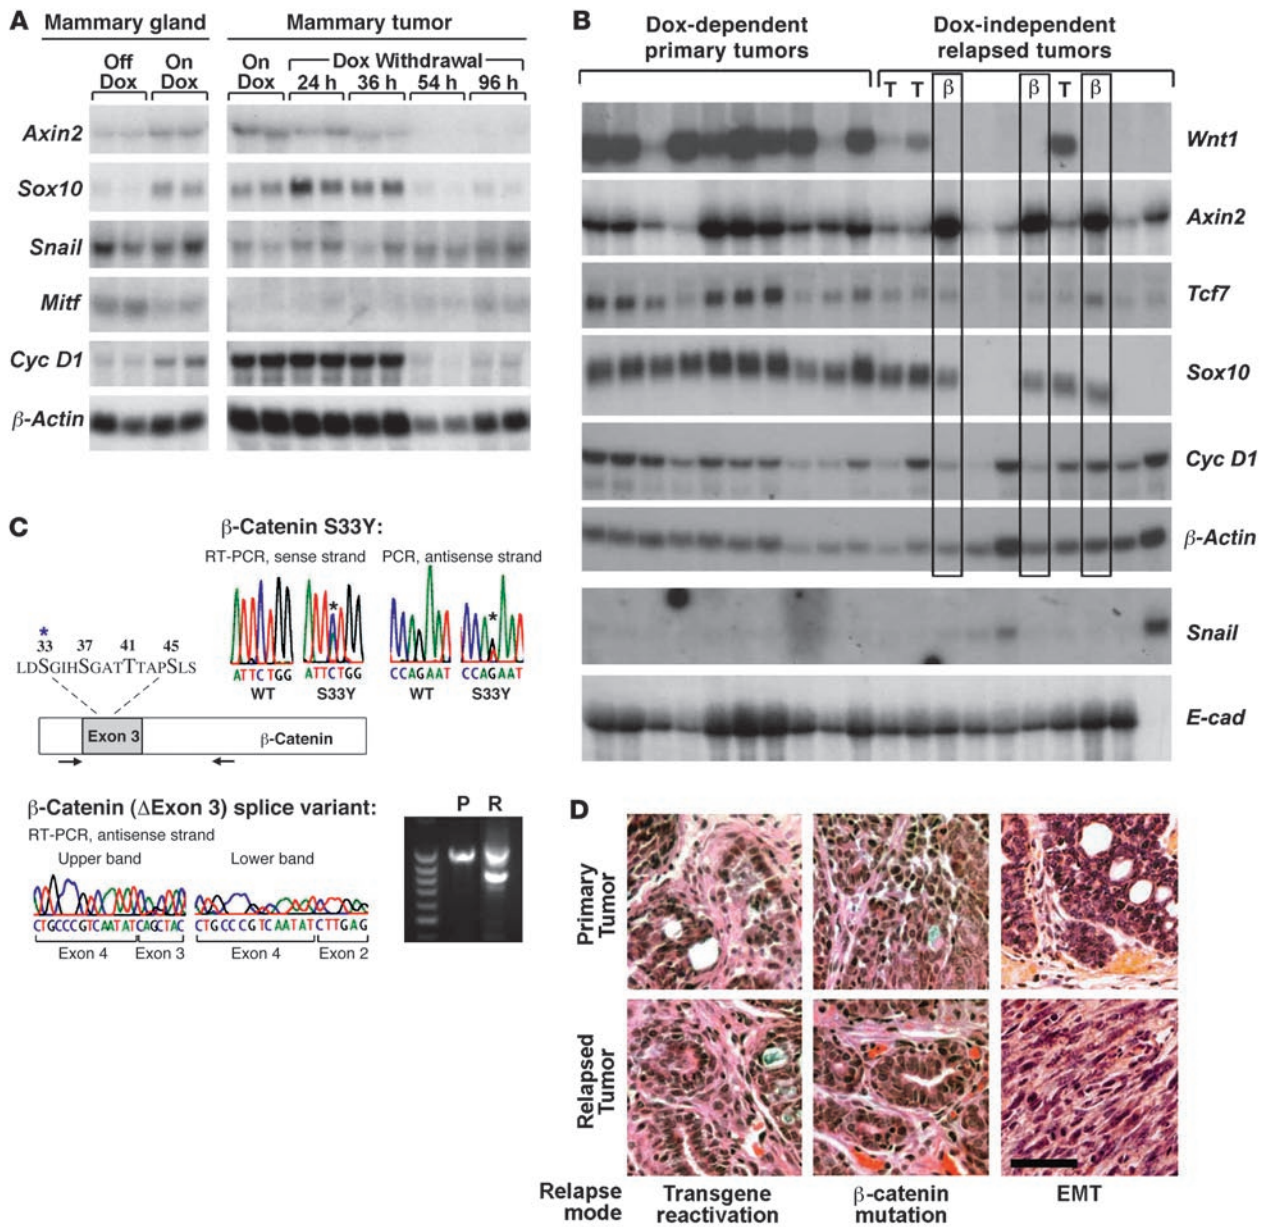 A
Mammary gland
Mammary tumor
Off Dox
On Dox
On Dox
Dox Withdrawal
24 h
36 h
54 h
96 h
Axin2
Sox10
Snail
Mitf
Cyc D1
β-Actin
B
Dox-dependent
primary tumors
Dox-independent
relapsed tumors
T T β β T β
Wnt1
Axin2
Tcf7
Sox10
Cyc D1
β-Actin
Snail
E-cad
C
β-Catenin S33Y:
RT-PCR, sense strand
PCR, antisense strand
*
*
*
33 37 41 45
LDSGIHSGATTTAPSLS
ATTCTGG
ATTCTGG
CCAGAAT
CCAGAAT
WT
S33Y
WT
S33Y
Exon 3
β-Catenin
β-Catenin (ΔExon 3) splice variant:
RT-PCR, antisense strand
Upper band
Lower band
CTGCCCGTCAATATCAGCTAC
CTGCCCGTCAATATCTTGAG
Exon 4
Exon 3
Exon 4
Exon 2
P R
D
Primary
Tumor
Relapsed
Tumor
Relapse
mode
Transgene
reactivation
β-catenin
mutation
EMT